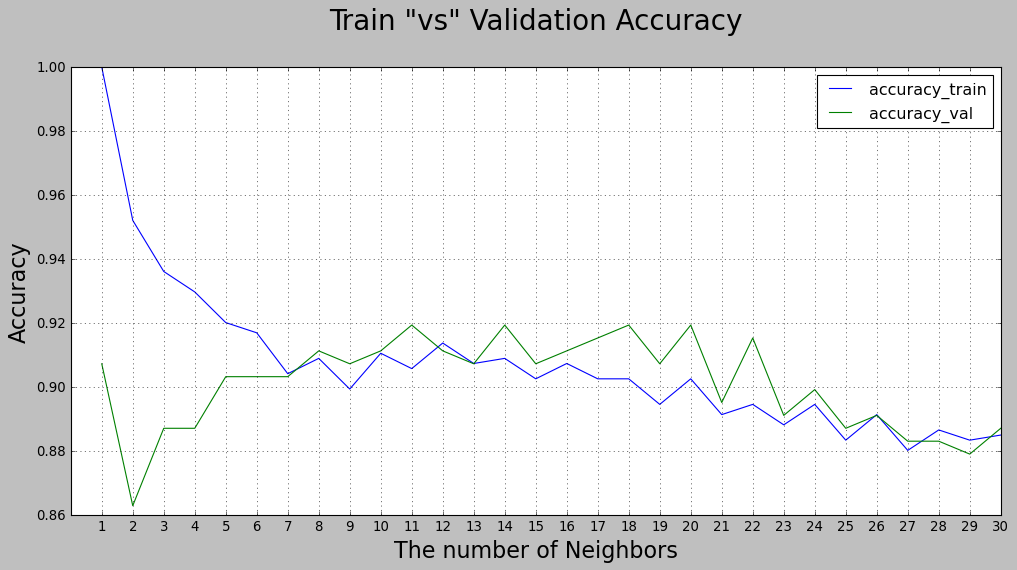 Train "vs" Validation Accuracy
1.00
0.98
0.96
0.94
0.92
0.90
0.88
0.86
Accuracy
accuracy_train
accuracy_val
1 2 3 4 5 6 7 8 9 10 11 12 13 14 15 16 17 18 19 20 21 22 23 24 25 26 27 28 29 30
The number of Neighbors